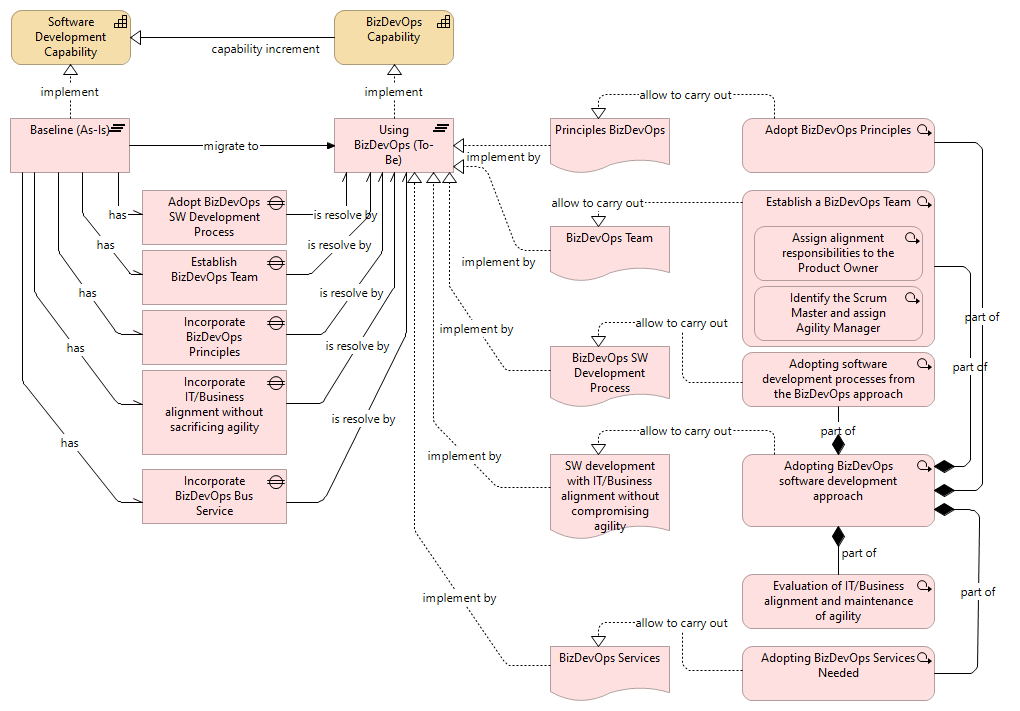 Software
Development
Capability
BizDevOps
Capability
capability increment
implement
implement
Baseline (As-Is)
migrate to
Using
BizDevOps (To-
Be)
has
Adopt BizDevOps
SW Development
Process
is resolve by
has
Establish
BizDevOps Team
is resolve by
has
Incorporate
BizDevOps
Principles
is resolve by
has
Incorporate
IT/Business
alignment without
sacrificing agility
is resolve by
has
Incorporate
BizDevOps Bus
Service
is resolve by
implement by
Principles BizDevOps
allow to carry out
Adopt BizDevOps Principles
implement by
BizDevOps Team
allow to carry out
Establish a BizDevOps Team
Assign alignment
responsibilities to the
Product Owner
Identify the Scrum
Master and assign
Agility Manager
part of
part of
implement by
BizDevOps SW
Development
Process
allow to carry out
Adopting software
development processes from
the BizDevOps approach
part of
implement by
SW development
with IT/Business
alignment without
compromising
agility
allow to carry out
Adopting BizDevOps
software development
approach
part of
Evaluation of IT/Business
alignment and maintenance
of agility
part of
implement by
BizDevOps Services
allow to carry out
Adopting BizDevOps Services
Needed